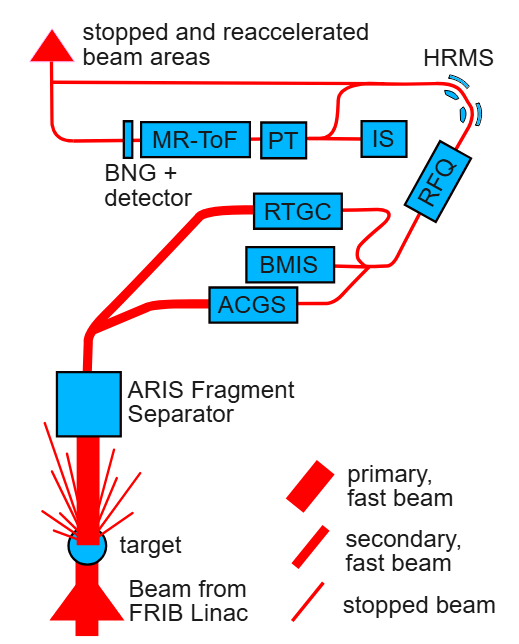 stopped and reaccelerated
beam areas
HRMS
MR-ToF
PT
IS
BNG +
detector
RFQ
RTGC
BMIS
ACGS
ARIS Fragment
Separator
primary,
fast beam
target
secondary,
fast beam
Beam from
FRIB Linac
stopped beam